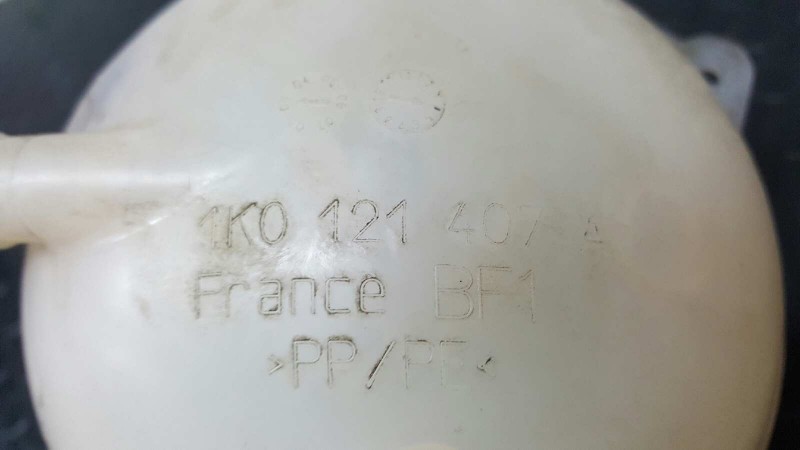 1K0 121 407 A
France BF1
>PP/PE<